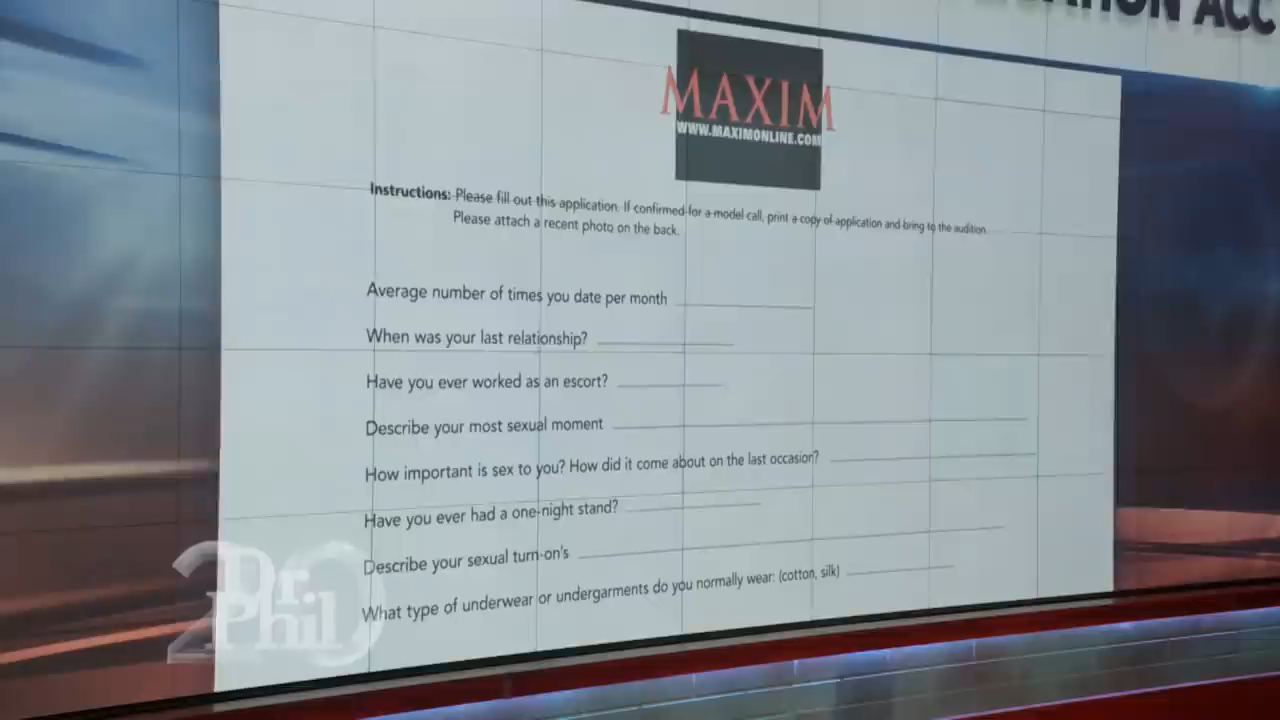 ACC
MAXIM
WWW.MAXIMONLINE.COM
Instructions: Please fill out this application. If confirmed for a model call, print a copy of application and bring to the audition.
Please attach a recent photo on the back.
Average number of times you date per month
When was your last relationship?
Have you ever worked as an escort?
Describe your most sexual moment
How important is sex to you? How did it come about on the last occasion?
Have you ever had a one-night stand?
Describe your sexual turn-on's
What type of underwear or undergarments do you normally wear: (cotton, silk)
20
Dr.
Phil